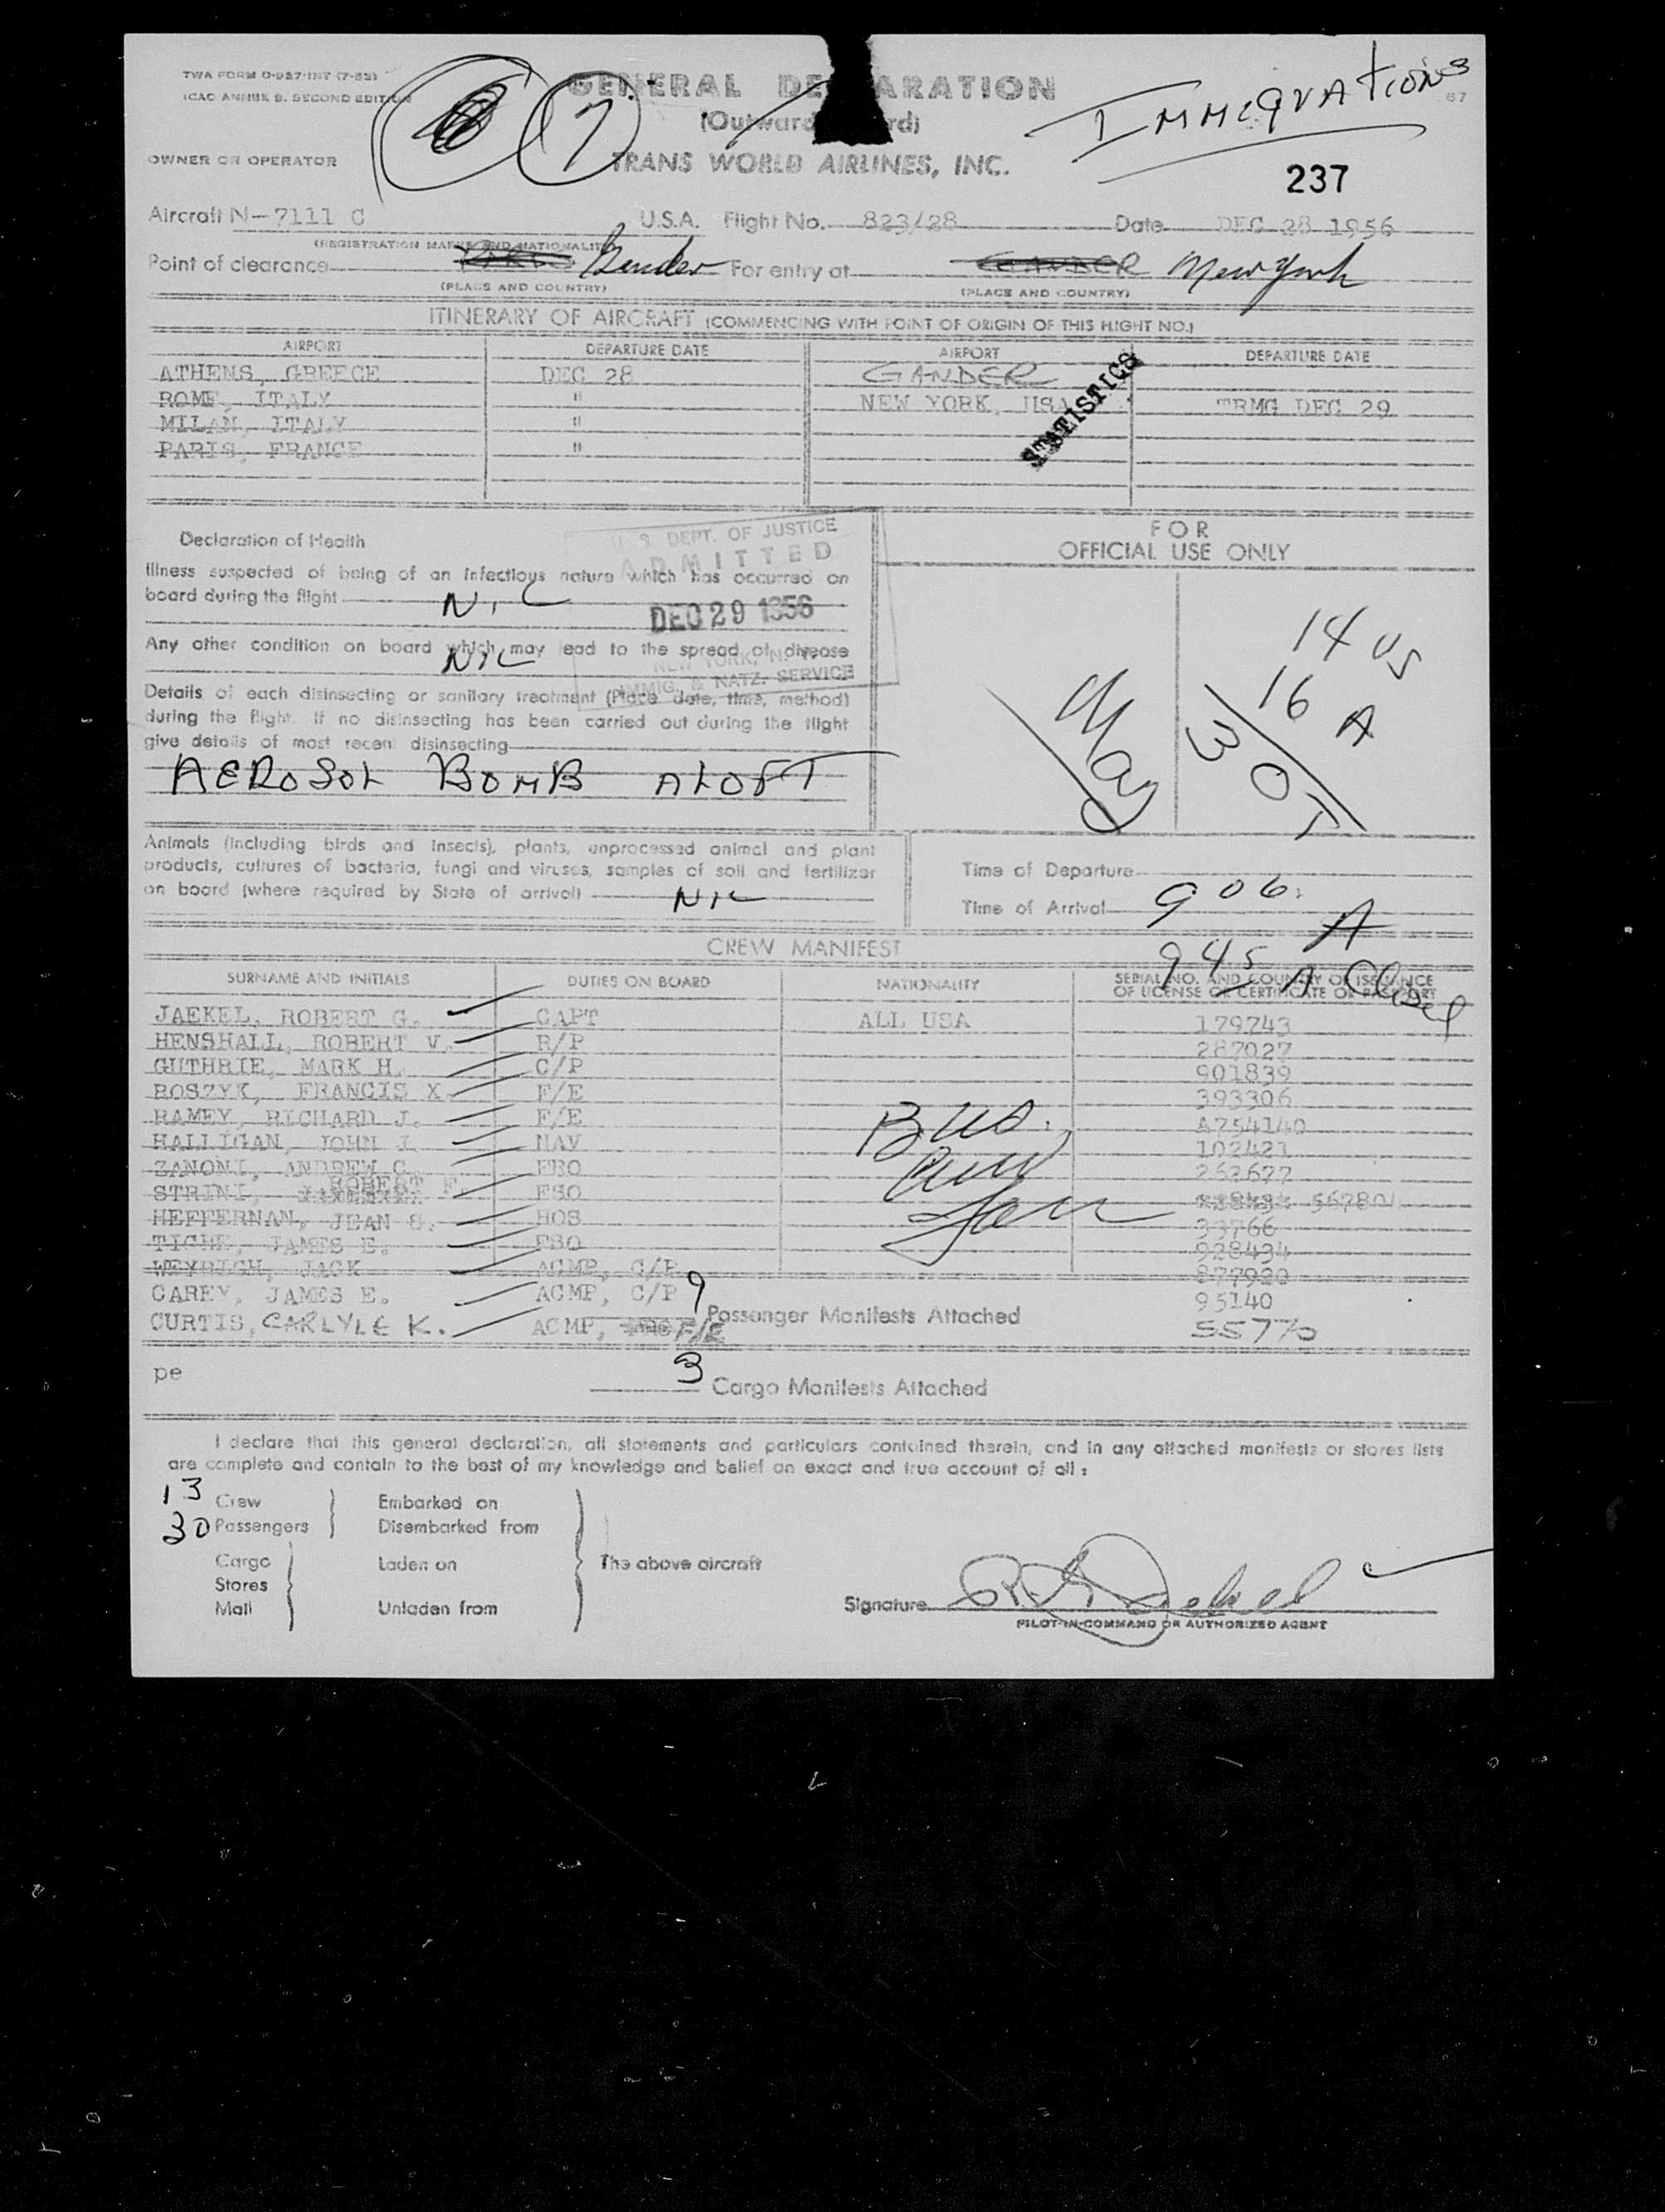 TWA FORM O-937-INT (7-53)
ICAO ANNEX 9, SECOND EDITION
7
GENERAL DE ARATION
(Outward rd)
IMMIGRATIONS
67
OWNER OR OPERATOR
TRANS WORLD AIRLINES, INC.
237
Aircraft N-7111 C U.S.A. Flight No. 823/28 Date DEC 28 1956
(REGISTRATION MARKS AND NATIONALITY)
Point of clearance PARIS Gander For entry at GANDER New York
(PLACE AND COUNTRY) (PLACE AND COUNTRY)
ITINERARY OF AIRCRAFT (COMMENCING WITH POINT OF ORIGIN OF THIS FLIGHT NO.)
AIRPORT DEPARTURE DATE AIRPORT DEPARTURE DATE
ATHENS, GREECE DEC 28 GANDER
ROME, ITALY " NEW YORK, USA TRMG DEC 29
MILAN, ITALY "
PARIS, FRANCE "
STATISTICS
Declaration of Health
Illness suspected of being of an infectious nature which has occurred on
board during the flight NIL
Any other condition on board which may lead to the spread of disease
NIL
Details of each disinsecting or sanitary treatment (Place date, time, method)
during the flight. If no disinsecting has been carried out during the flight
give details of most recent disinsecting
AEROSOL BOMB ALOFT
U. S. DEPT. OF JUSTICE
ADMITTED
DEC 29 1956
NEW YORK, N. Y.
IMMIG. & NATZ. SERVICE
FOR
OFFICIAL USE ONLY
May
14 US
16 A
30 T
Animals (including birds and insects), plants, unprocessed animal and plant
products, cultures of bacteria, fungi and viruses, samples of soil and fertilizer
on board (where required by State of arrival) NIL
Time of Departure
Time of Arrival 906 A
945 A
CREW MANIFEST
SURNAME AND INITIALS DUTIES ON BOARD NATIONALITY SERIAL NO. AND COUNTRY OF ISSUANCE
OF LICENSE OR CERTIFICATE OR PASSPORT
JAEKEL, ROBERT G. CAPT ALL USA 179743
HENSHALL, ROBERT V. R/P 287027
GUTHRIE, MARK H. C/P 901839
ROSZYK, FRANCIS X. F/E 393306
RAMEY, RICHARD J. F/E A754140
HALLIGAN, JOHN J. NAV 102421
ZANONI, ANDREW C. FRO 262677
STRINI, ROBERT F. FSO 56780
HEFFERNAN, JEAN S. HOS 33766
TIGHE, JAMES E. FSO 928434
WEYRICH, JACK ACMP, C/P 877920
CAREY, JAMES E. ACMP, C/P 95140
CURTIS, CARLYLE K. ACMP, F/E 55770
9 Passenger Manifests Attached
pe
3 Cargo Manifests Attached
I declare that this general declaration, all statements and particulars contained therein, and in any attached manifests or stores lists
are complete and contain to the best of my knowledge and belief an exact and true account of all :
13 Crew Embarked on
30 Passengers Disembarked from
Cargo Laden on The above aircraft
Stores
Mail Unladen from
Signature R G Jaekel
PILOT-IN-COMMAND OR AUTHORIZED AGENT